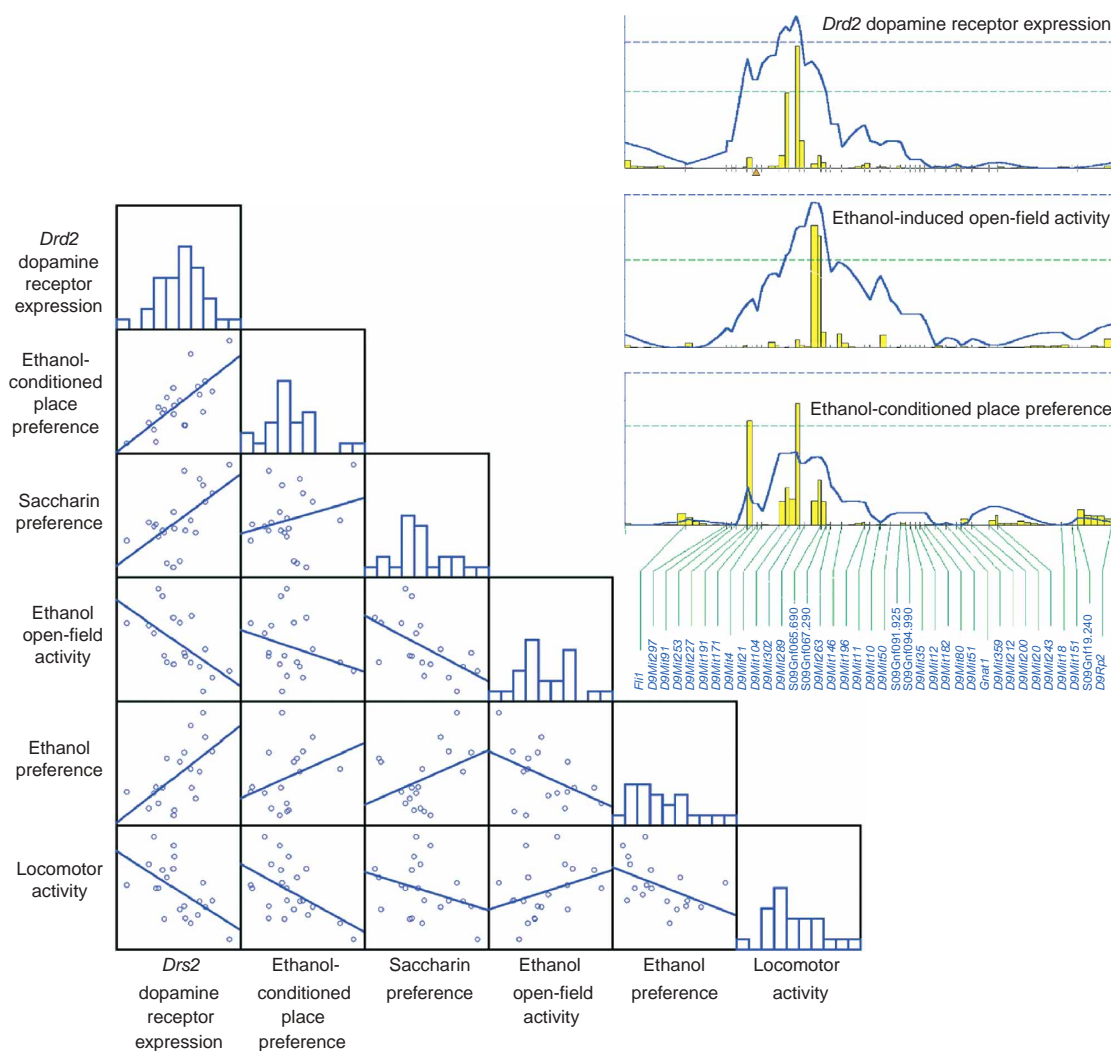 Drd2 dopamine receptor expression
Ethanol-induced open-field activity
Ethanol-conditioned place preference
Fli1
D9Mit297
D9Mit91
D9Mit253
D9Mit227
D9Mit191
D9Mit171
D9Mit4
D9Mit21
D9Mit104
D9Mit302
D9Mit289
S09Gnf065.690
S09Gnf067.290
D9Mit263
D9Mit146
D9Mit196
D9Mit11
D9Mit10
D9Mit50
S09Gnf091.925
S09Gnf094.990
D9Mit35
D9Mit12
D9Mit182
D9Mit80
D9Mit51
Gnat1
D9Mit359
D9Mit212
D9Mit200
D9Mit20
D9Mit243
D9Mit18
D9Mit151
S09Gnf119.240
D9Rp2
Drd2
dopamine
receptor
expression
Ethanol-
conditioned
place
preference
Saccharin
preference
Ethanol
open-field
activity
Ethanol
preference
Locomotor
activity
Drs2
dopamine
receptor
expression
Ethanol-
conditioned
place
preference
Saccharin
preference
Ethanol
open-field
activity
Ethanol
preference
Locomotor
activity